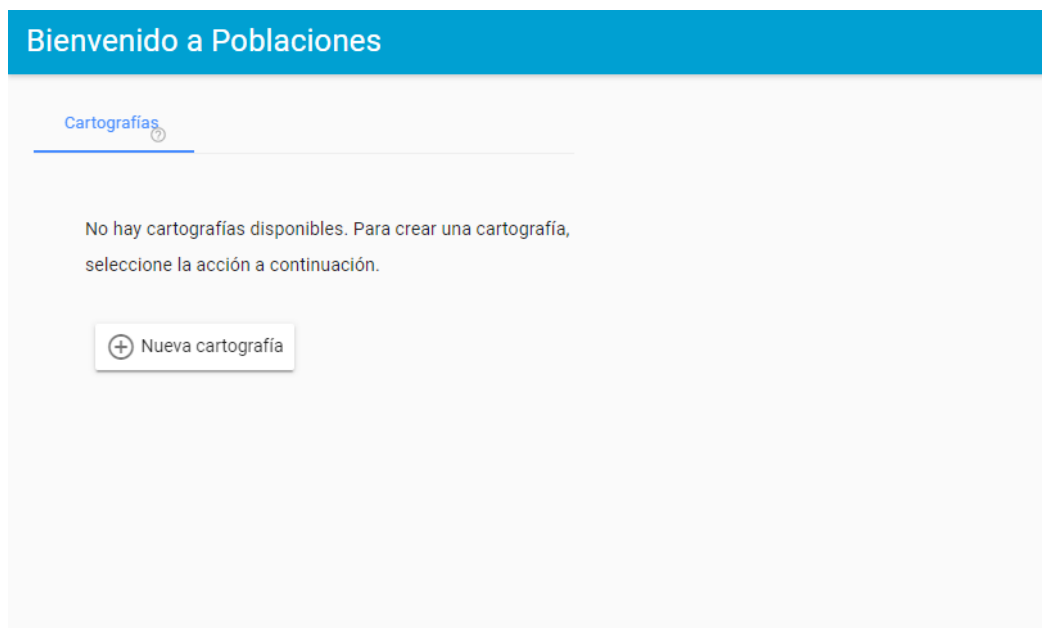 Bienvenido a Poblaciones
Cartografías
No hay cartografías disponibles. Para crear una cartografía,
seleccione la acción a continuación.
Nueva cartografía